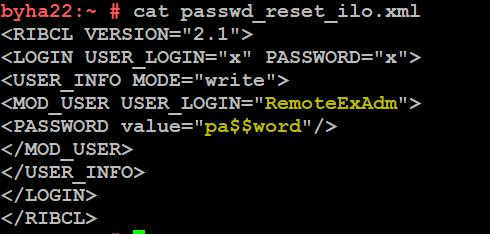 byha22:~ # cat passwd_reset_ilo.xml
<RIBCL VERSION="2.1">
<LOGIN USER_LOGIN="x" PASSWORD="x">
<USER_INFO MODE="write">
<MOD_USER USER_LOGIN="RemoteExAdm">
<PASSWORD value="pa$$word"/>
</MOD_USER>
</USER_INFO>
</LOGIN>
</RIBCL>